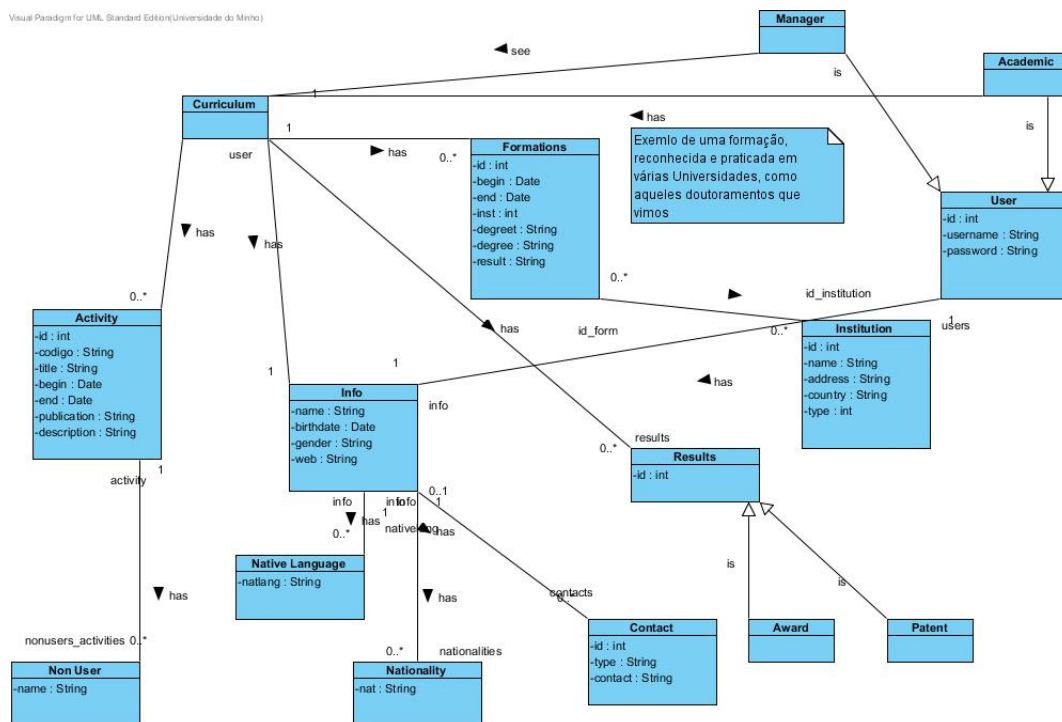 Visual Paradigm for UML Standard Edition(Universidade do Minho)
Manager
see
is
Academic
Curriculum
1
has
is
1
user
has
0..*
Formations
-id : int
-begin : Date
-end : Date
-inst : int
-degreet : String
-degree : String
-result : String
Exemlo de uma formação,
reconhecida e praticada em
várias Universidades, como
aqueles doutoramentos que
vimos
User
-id : int
-username : String
-password : String
has
has
0..*
0..*
id_institution
has
id_form
0..*
1
users
Activity
-id : int
-codigo : String
-title : String
-begin : Date
-end : Date
-publication : String
-description : String
Institution
-id : int
-name : String
-address : String
-country : String
-type : int
1
1
Info
-name : String
-birthdate : Date
-gender : String
-web : String
info
has
results
0..*
Results
-id : int
1
activity
info
info
info
0..1
1
1
has
nativelang
has
0..*
Native Language
-natlang : String
is
is
has
has
contacts
0..*
Contact
-id : int
-type : String
-contact : String
Award
Patent
nonusers_activities
0..*
0..*
nationalities
Non User
-name : String
Nationality
-nat : String